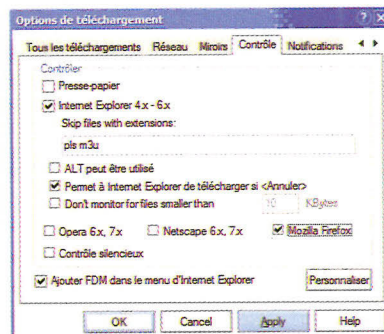 Options de téléchargement
Tous les téléchargements Réseau Miroirs Contrôle Notifications
Contrôler
Presse-papier
Internet Explorer 4.x - 6.x
Skip files with extensions:
pls m3u
ALT peut être utilisé
Permet à Internet Explorer de télécharger si <Annuler>
Don't monitor for files smaller than 10 KBytes
Opera 6.x, 7.x Netscape 6.x, 7.x Mozilla Firefox
Contrôle silencieux
Ajouter FDM dans le menu d'Internet Explorer Personnaliser
OK Cancel Apply Help